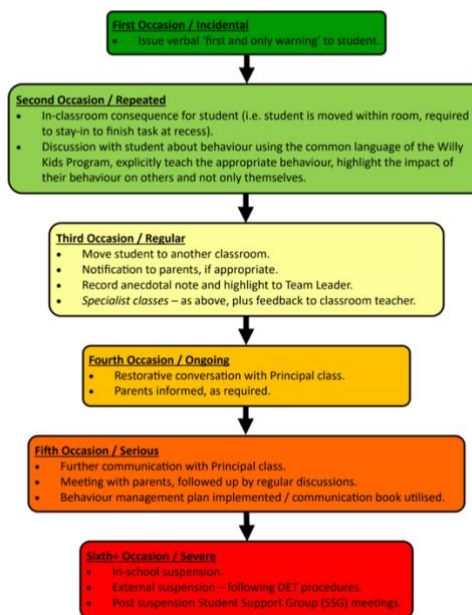 First Occasion / Incidental
• Issue verbal 'first and only warning' to student.
Second Occasion / Repeated
• In-classroom consequence for student (i.e. student is moved within room, required
to stay-in to finish task at recess).
• Discussion with student about behaviour using the common language of the Willy
Kids Program, explicitly teach the appropriate behaviour, highlight the impact of
their behaviour on others and not only themselves.
Third Occasion / Regular
• Move student to another classroom.
• Notification to parents, if appropriate.
• Record anecdotal note and highlight to Team Leader.
• Specialist classes – as above, plus feedback to classroom teacher.
Fourth Occasion / Ongoing
• Restorative conversation with Principal class.
• Parents informed, as required.
Fifth Occasion / Serious
• Further communication with Principal class.
• Meeting with parents, followed up by regular discussions.
• Behaviour management plan implemented / communication book utilised.
Sixth+ Occasion / Severe
• In-school suspension.
• External suspension – following DET procedures.
• Post suspension Student Support Group (SSG) meetings.